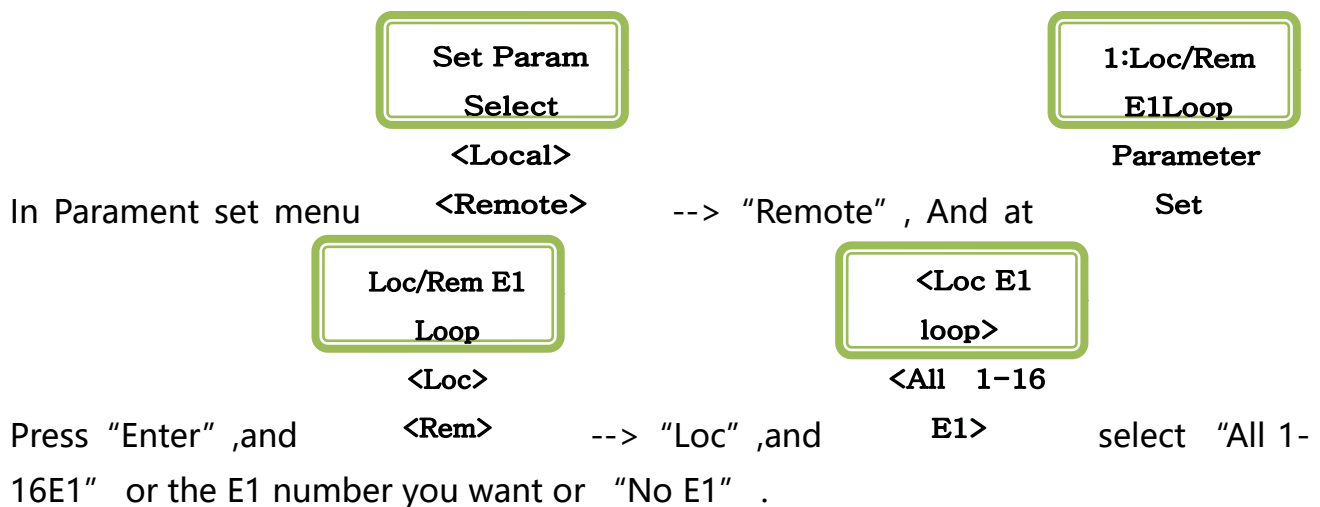 Set Param
Select
<Local>
<Remote>
1:Loc/Rem
E1Loop
Parameter
Set
In Parament set menu --> “Remote” , And at
Loc/Rem E1
Loop
<Loc>
<Rem>
<Loc E1
loop>
<All 1-16
E1>
Press “Enter” ,and --> “Loc” ,and select “All 1-
16E1” or the E1 number you want or “No E1” .